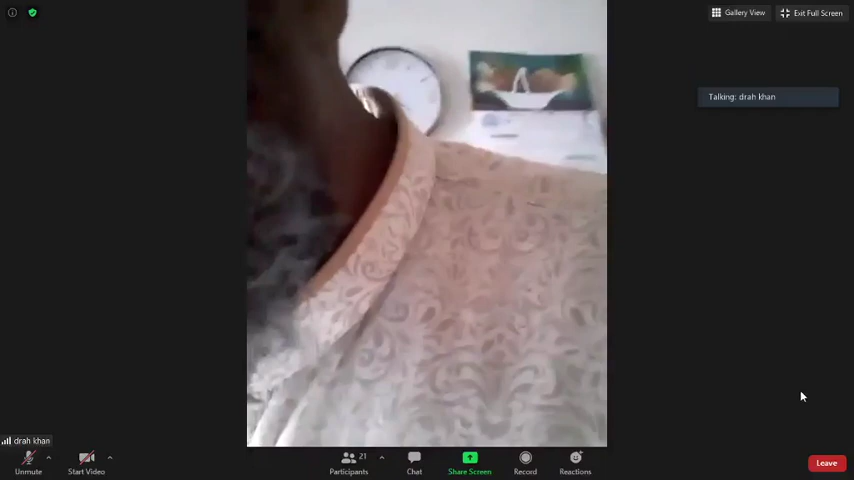 Gallery View
Exit Full Screen
Talking: drah khan
drah khan
Unmute
Start Video
21
Participants
Chat
Share Screen
Record
Reactions
Leave